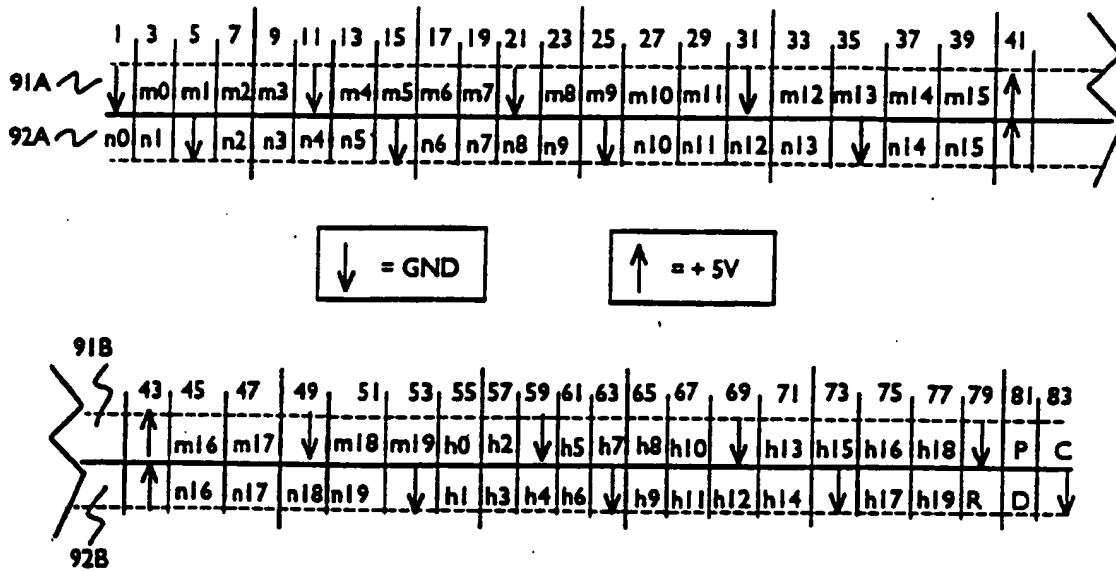 1 3 5 7 9 11 13 15 17 19 21 23 25 27 29 31 33 35 37 39 41
91A m0 m1 m2 m3 m4 m5 m6 m7 m8 m9 m10 m11 m12 m13 m14 m15
92A n0 n1 n2 n3 n4 n5 n6 n7 n8 n9 n10 n11 n12 n13 n14 n15
↓ = GND ↑ = + 5V
91B
43 45 47 49 51 53 55 57 59 61 63 65 67 69 71 73 75 77 79 81 83
m16 m17 m18 m19 h0 h2 h5 h7 h8 h10 h13 h15 h16 h18 P C
n16 n17 n18 n19 h1 h3 h4 h6 h9 h11 h12 h14 h17 h19 R D
92B